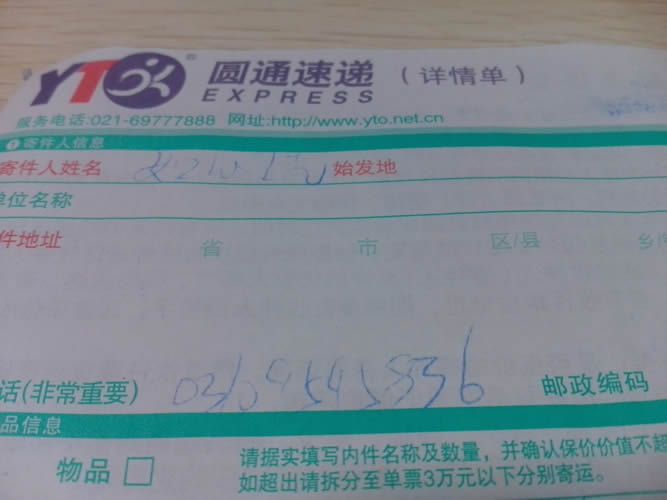 YTO 圆通速递 (详情单)
EXPRESS
服务电话:021-69777888 网址:http://www.yto.net.cn
1 寄件人信息
寄件人姓名 始发地
单位名称
件地址 省 市 区/县 乡
话(非常重要) 邮政编码
品信息
物品 □ 请据实填写内件名称及数量，并确认保价价值不超
如超出请拆分至单票3万元以下分别寄运。